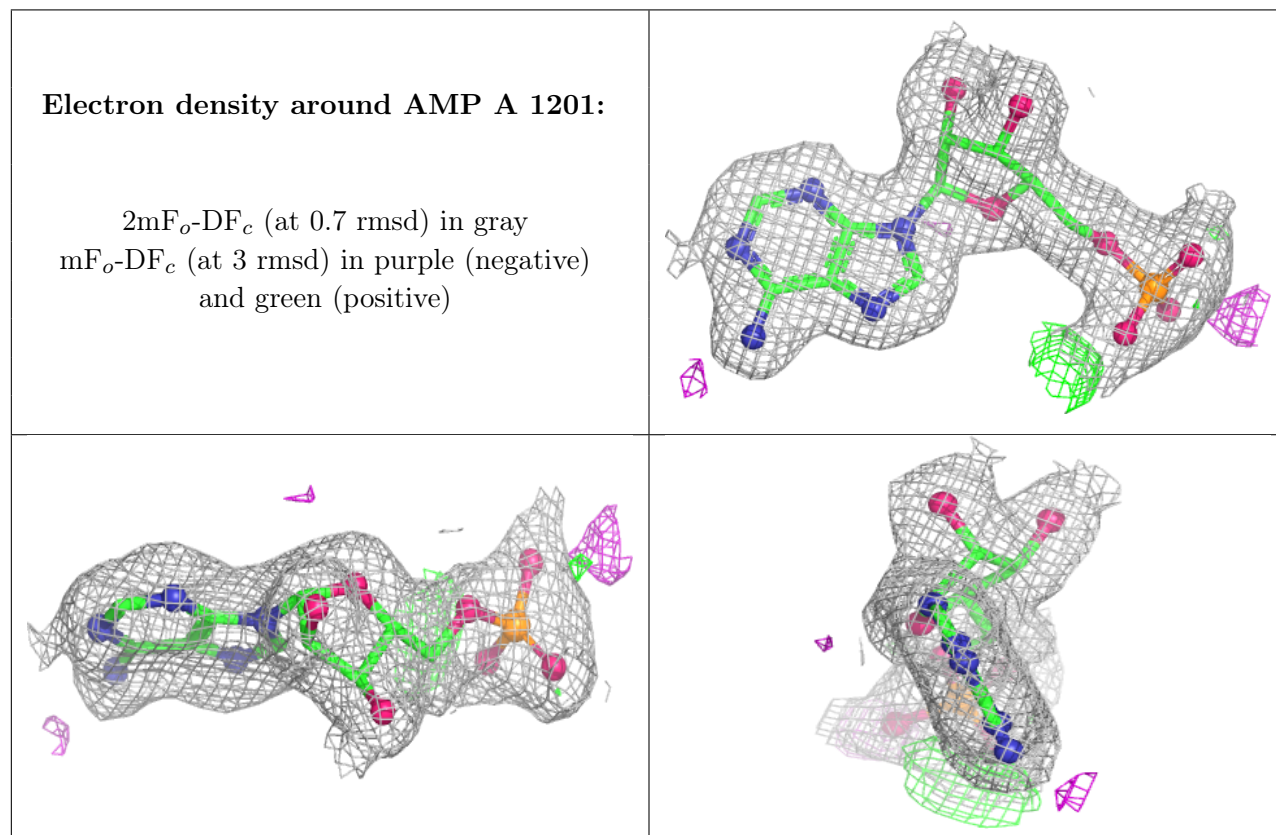 Electron density around AMP A 1201:
2mFₒ-DF𝒸 (at 0.7 rmsd) in gray
mFₒ-DF𝒸 (at 3 rmsd) in purple (negative)
and green (positive)